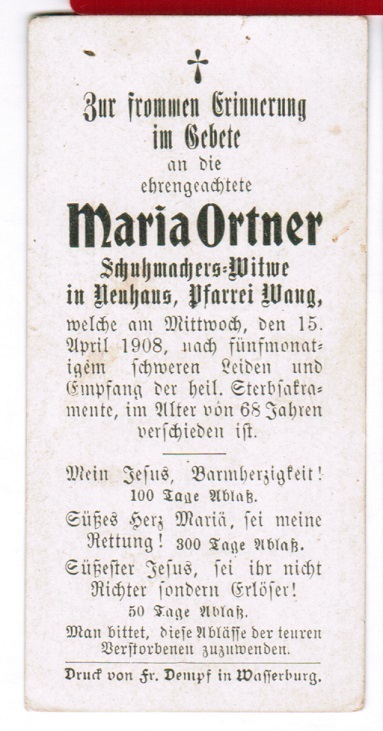 Zur frommen Erinnerung
im Gebete
an die
ehrengeachtete
Maria Ortner
Schuhmachers-Witwe
in Neuhaus, Pfarrei Wang,
welche am Mittwoch, den 15.
April 1908, nach fünfmonat-
igem schweren Leiden und
Empfang der heil. Sterbsakra-
mente, im Alter von 68 Jahren
verschieden ist.
Mein Jesus, Barmherzigkeit!
100 Tage Ablaß.
Süßes Herz Mariä, sei meine
Rettung! 300 Tage Ablaß.
Süßester Jesus, sei ihr nicht
Richter sondern Erlöser!
50 Tage Ablaß.
Man bittet, diese Ablässe der teuren
Verstorbenen zuzuwenden.
Druck von Fr. Dempf in Wasserburg.